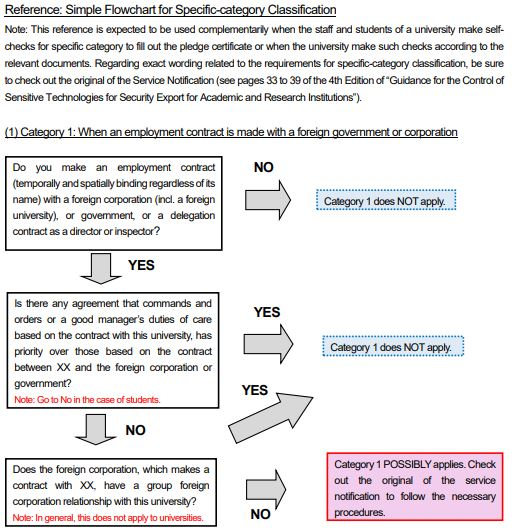 Reference: Simple Flowchart for Specific-category Classification
Note: This reference is expected to be used complementarily when the staff and students of a university make self-
checks for specific category to fill out the pledge certificate or when the university make such checks according to the
relevant documents. Regarding exact wording related to the requirements for specific-category classification, be sure
to check out the original of the Service Notification (see pages 33 to 39 of the 4th Edition of “Guidance for the Control of
Sensitive Technologies for Security Export for Academic and Research Institutions”).
(1) Category 1: When an employment contract is made with a foreign government or corporation
Do you make an employment contract
(temporally and spatially binding regardless of its
name) with a foreign corporation (incl. a foreign
university), or government, or a delegation
contract as a director or inspector?
NO
Category 1 does NOT apply.
YES
Is there any agreement that commands and
orders or a good manager's duties of care
based on the contract with this university, has
priority over those based on the contract
between XX and the foreign corporation or
government?
Note: Go to No in the case of students.
YES
Category 1 does NOT apply.
YES
NO
Does the foreign corporation, which makes a
contract with XX, have a group foreign
corporation relationship with this university?
Note: In general, this does not apply to universities.
NO
Category 1 POSSIBLY applies. Check
out the original of the service
notification to follow the necessary
procedures.